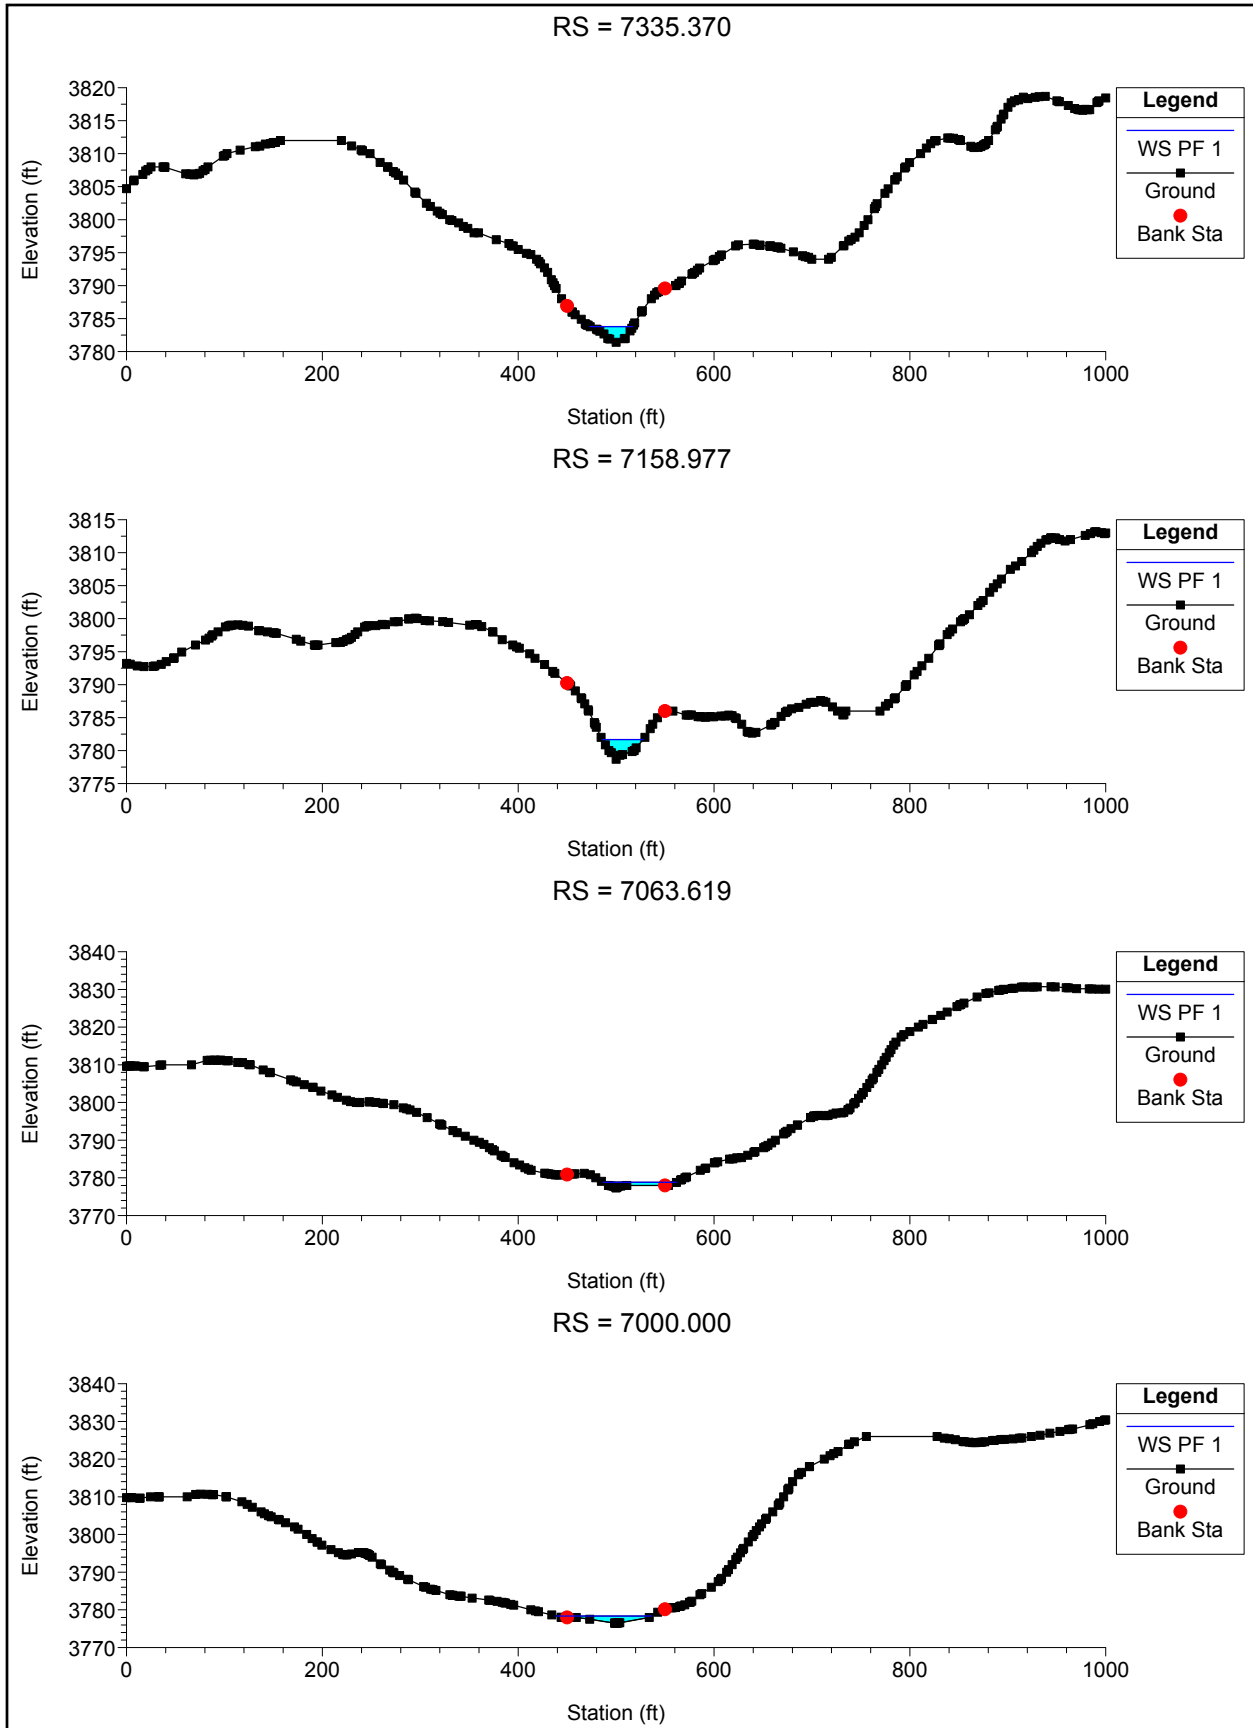 RS = 7335.370
3820
3815
3810
3805
3800
3795
3790
3785
3780
Elevation (ft)
0 200 400 600 800 1000
Station (ft)
Legend
WS PF 1
Ground
Bank Sta
RS = 7158.977
3815
3810
3805
3800
3795
3790
3785
3780
3775
Elevation (ft)
0 200 400 600 800 1000
Station (ft)
Legend
WS PF 1
Ground
Bank Sta
RS = 7063.619
3840
3830
3820
3810
3800
3790
3780
3770
Elevation (ft)
0 200 400 600 800 1000
Station (ft)
Legend
WS PF 1
Ground
Bank Sta
RS = 7000.000
3840
3830
3820
3810
3800
3790
3780
3770
Elevation (ft)
0 200 400 600 800 1000
Station (ft)
Legend
WS PF 1
Ground
Bank Sta